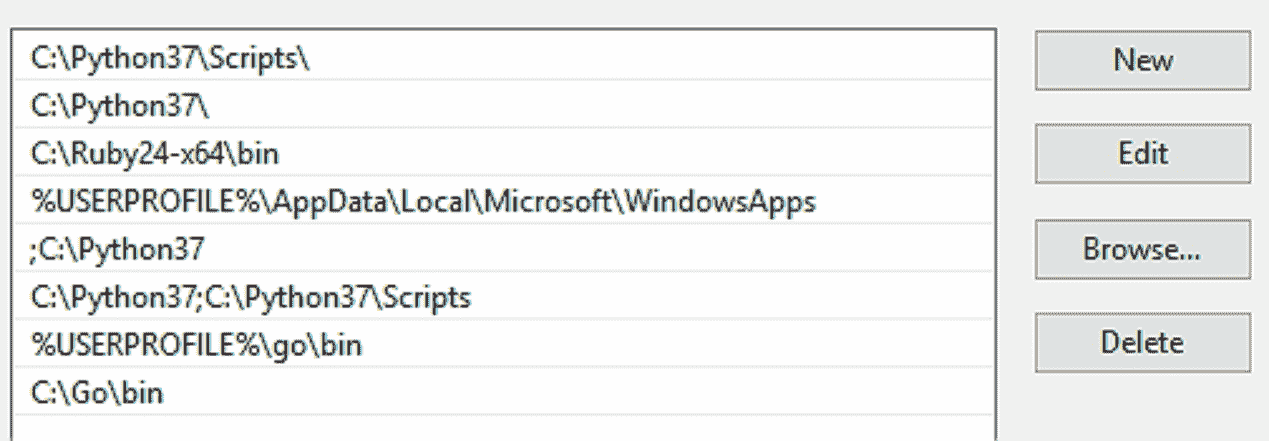 C:\Python37\Scripts\
New
C:\Python37\
C:\Ruby24-x64\bin
Edit
%USERPROFILE%\AppData\Local\Microsoft\WindowsApps
;C:\Python37
Browse...
C:\Python37;C:\Python37\Scripts
%USERPROFILE%\go\bin
Delete
C:\Go\bin